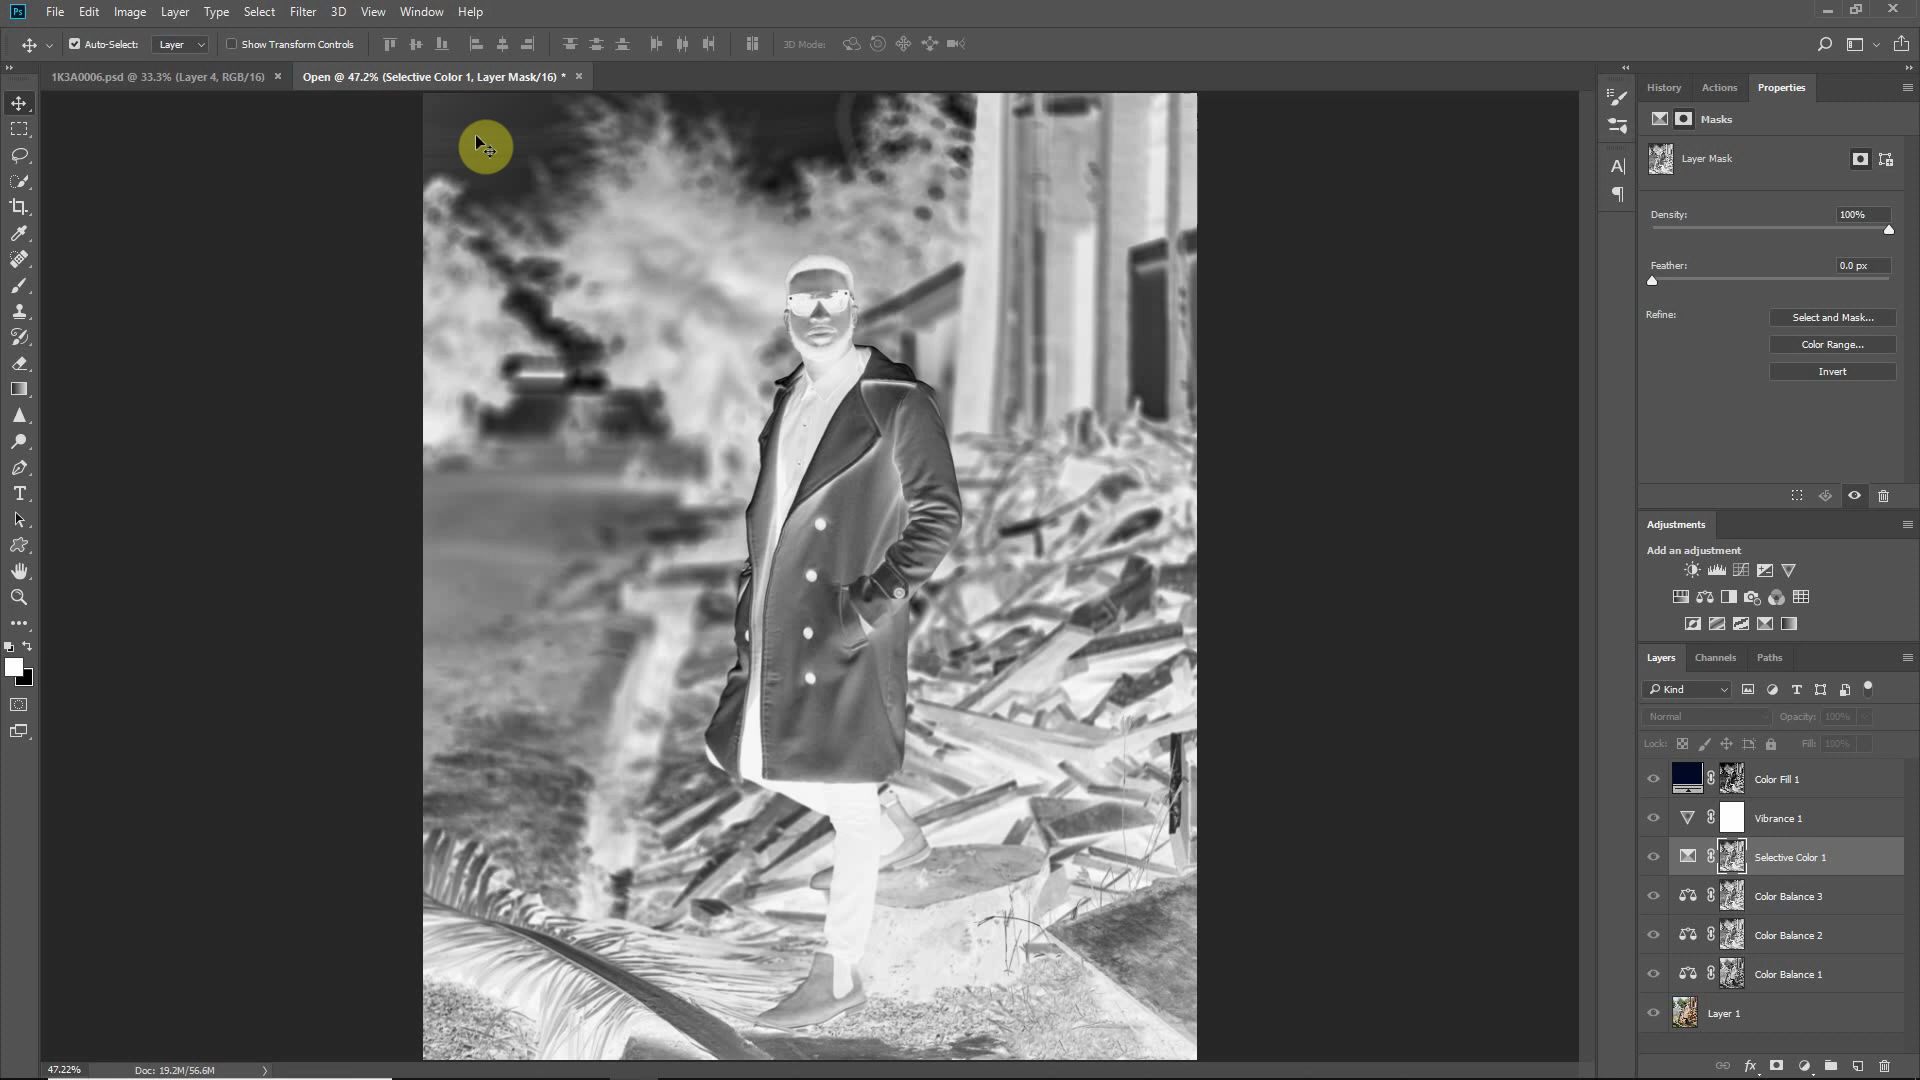 Ps File Edit Image Layer Type Select Filter 3D View Window Help
Auto-Select: Layer Show Transform Controls 3D Mode:
1K3A0006.psd @ 33.3% (Layer 4, RGB/16) × Open @ 47.2% (Selective Color 1, Layer Mask/16) * ×
History Actions Properties
Masks
Layer Mask
Density: 100%
Feather: 0.0 px
Refine: Select and Mask...
Color Range...
Invert
Adjustments
Add an adjustment
Layers Channels Paths
Kind
Normal Opacity: 100%
Lock: Fill: 100%
Color Fill 1
Vibrance 1
Selective Color 1
Color Balance 3
Color Balance 2
Color Balance 1
Layer 1
47.22% Doc: 19.2M/56.6M